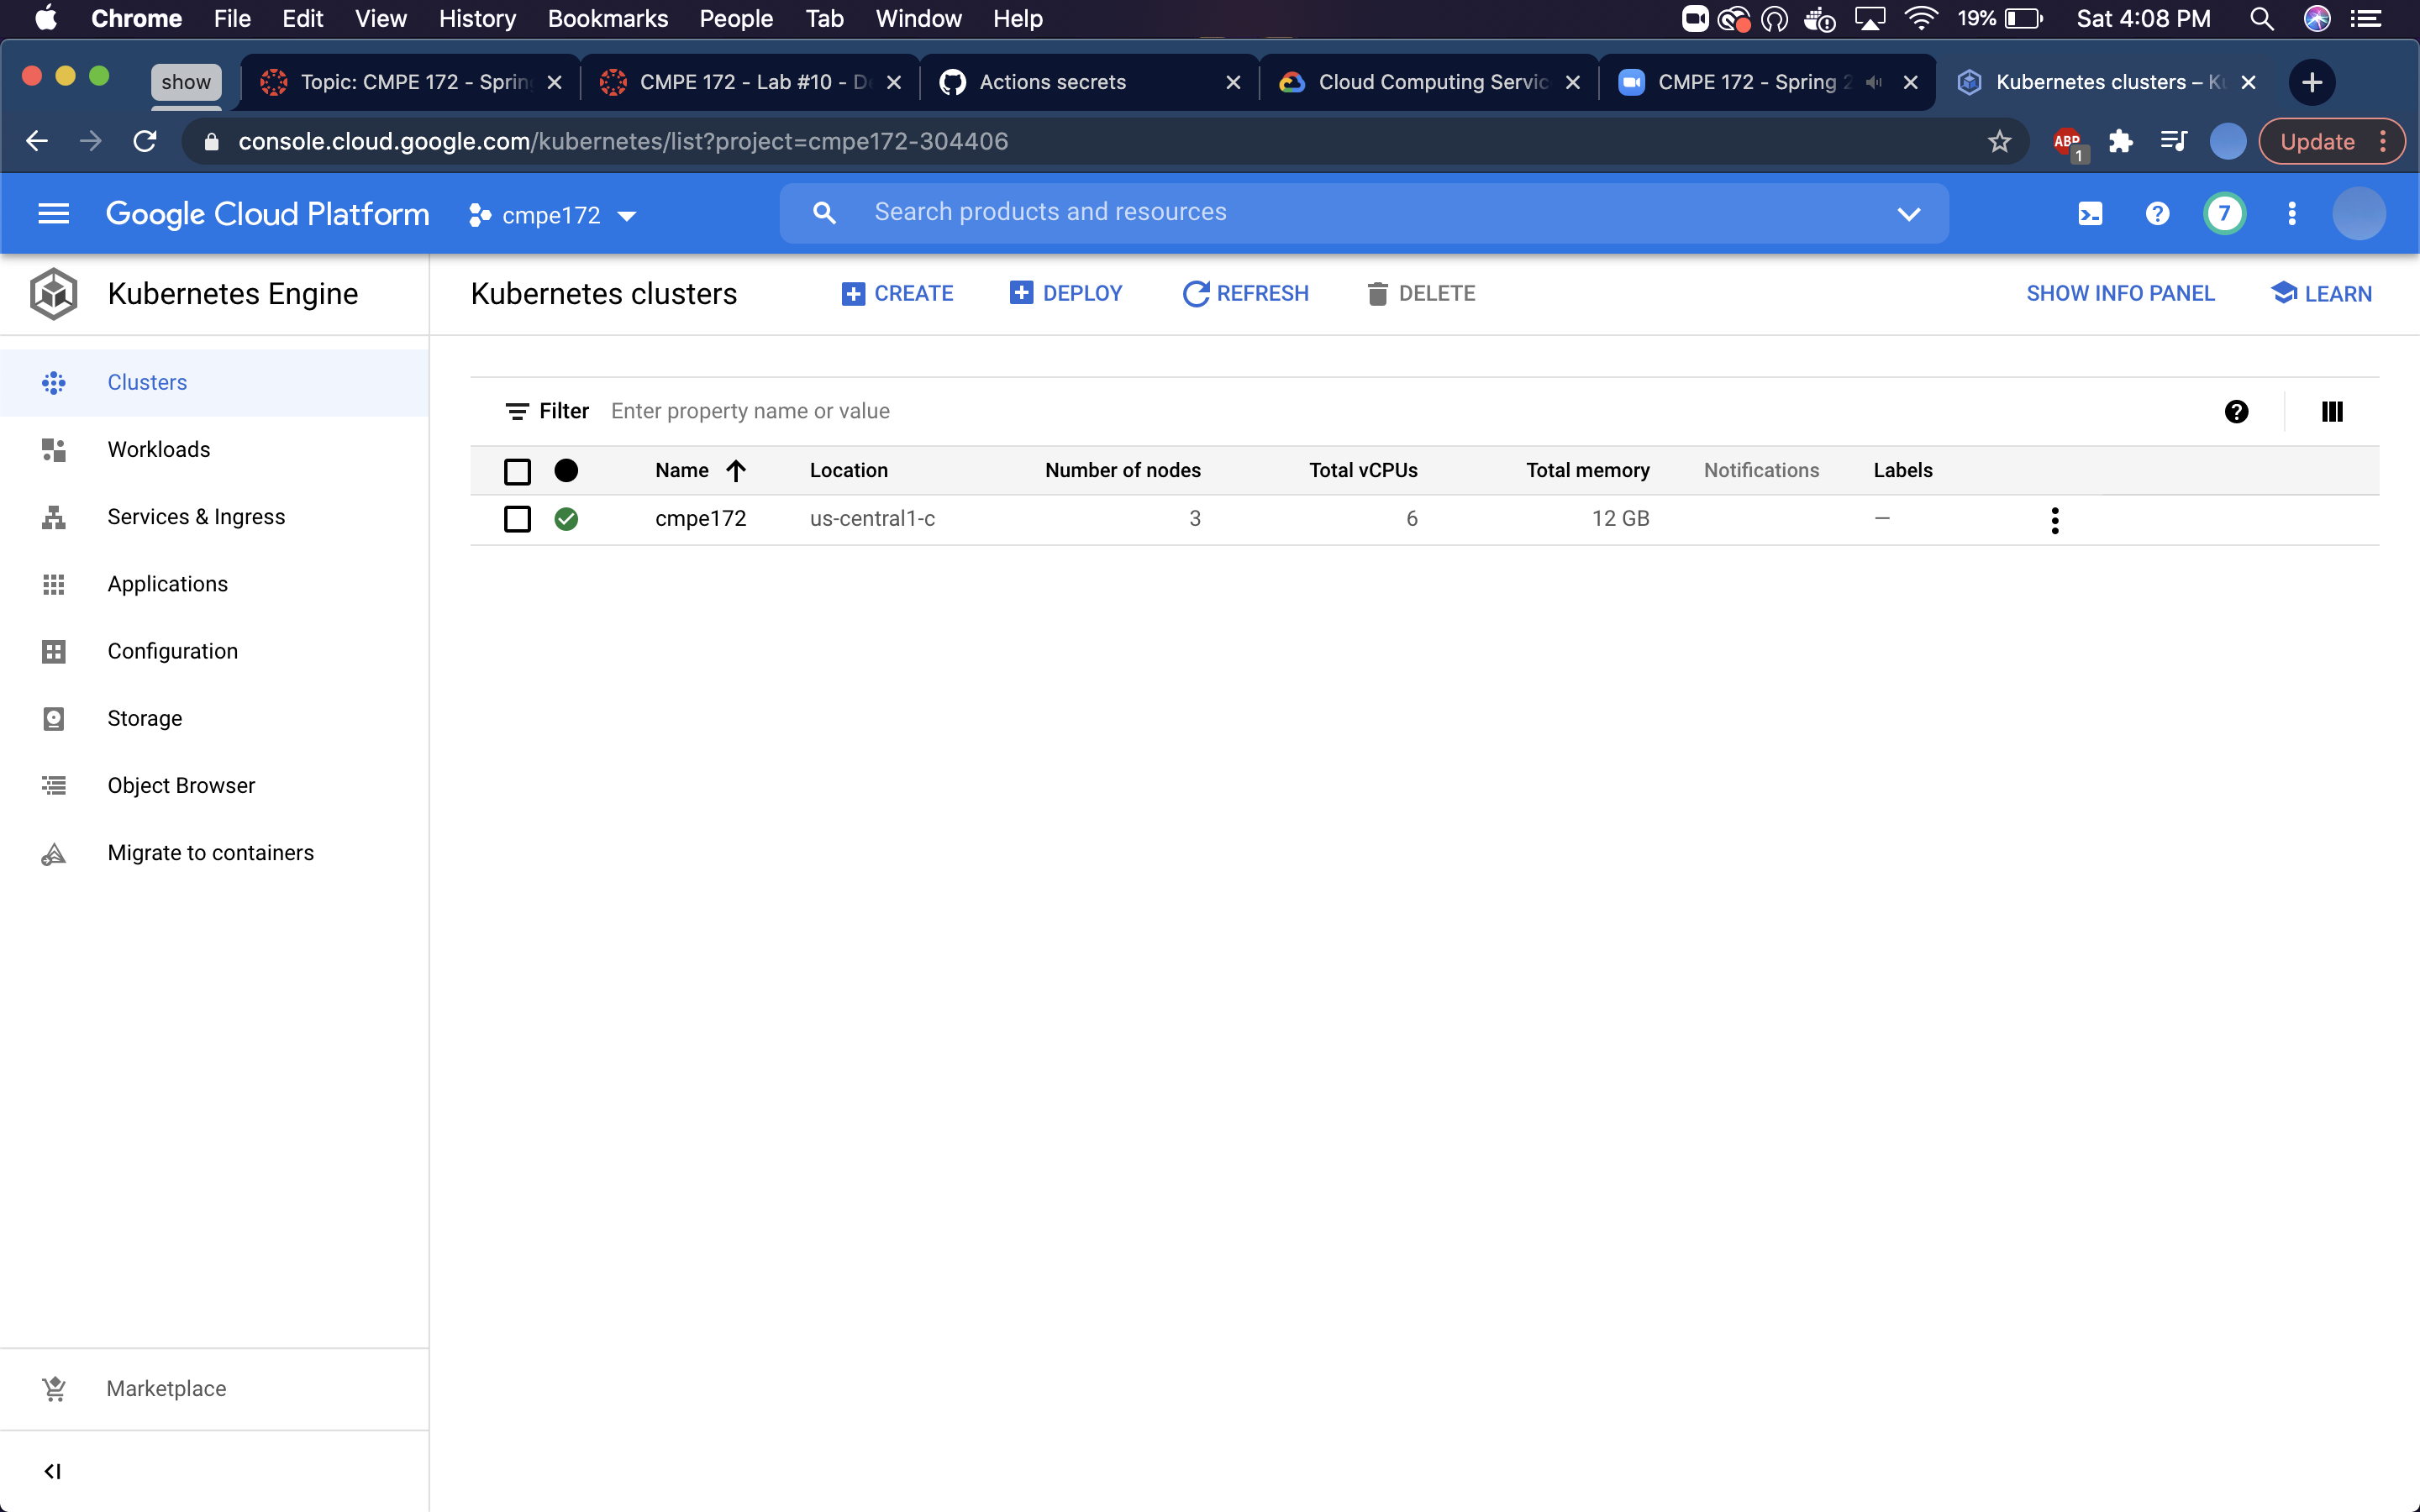 Chrome File Edit View History Bookmarks People Tab Window Help 19% Sat 4:08 PM
show Topic: CMPE 172 - Spring CMPE 172 - Lab #10 - De Actions secrets Cloud Computing Servic CMPE 172 - Spring 2 Kubernetes clusters – Ku
console.cloud.google.com/kubernetes/list?project=cmpe172-304406 ABP 1 Update
Google Cloud Platform cmpe172 Search products and resources 7
Kubernetes Engine
Kubernetes clusters CREATE DEPLOY REFRESH DELETE SHOW INFO PANEL LEARN
Clusters
Workloads
Services & Ingress
Applications
Configuration
Storage
Object Browser
Migrate to containers
Marketplace
Filter Enter property name or value
Name Location Number of nodes Total vCPUs Total memory Notifications Labels
cmpe172 us-central1-c 3 6 12 GB —